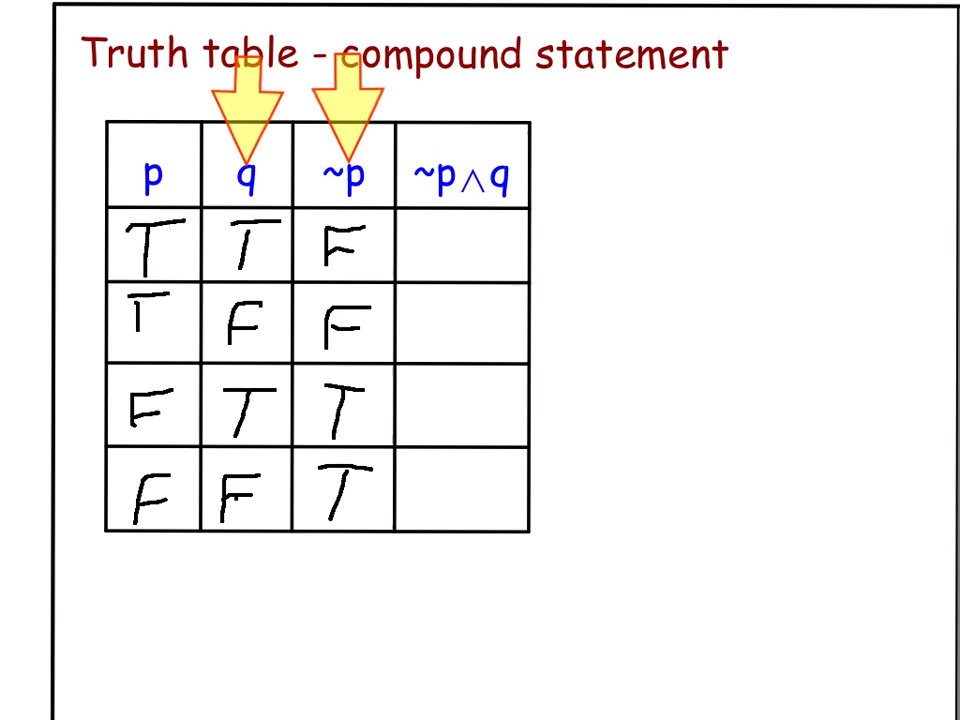 Truth table - compound statement
p q ~p ~p∧q
T T F
T F F
F T T
F F T